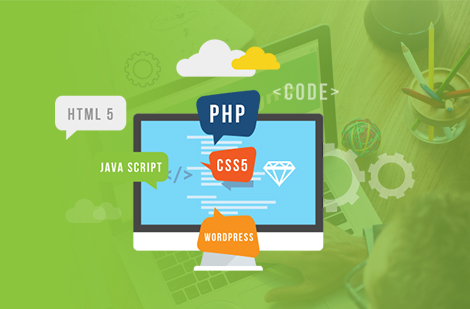 <CODE>
HTML 5
PHP
JAVA SCRIPT
</>
CSS5
WORDPRESS